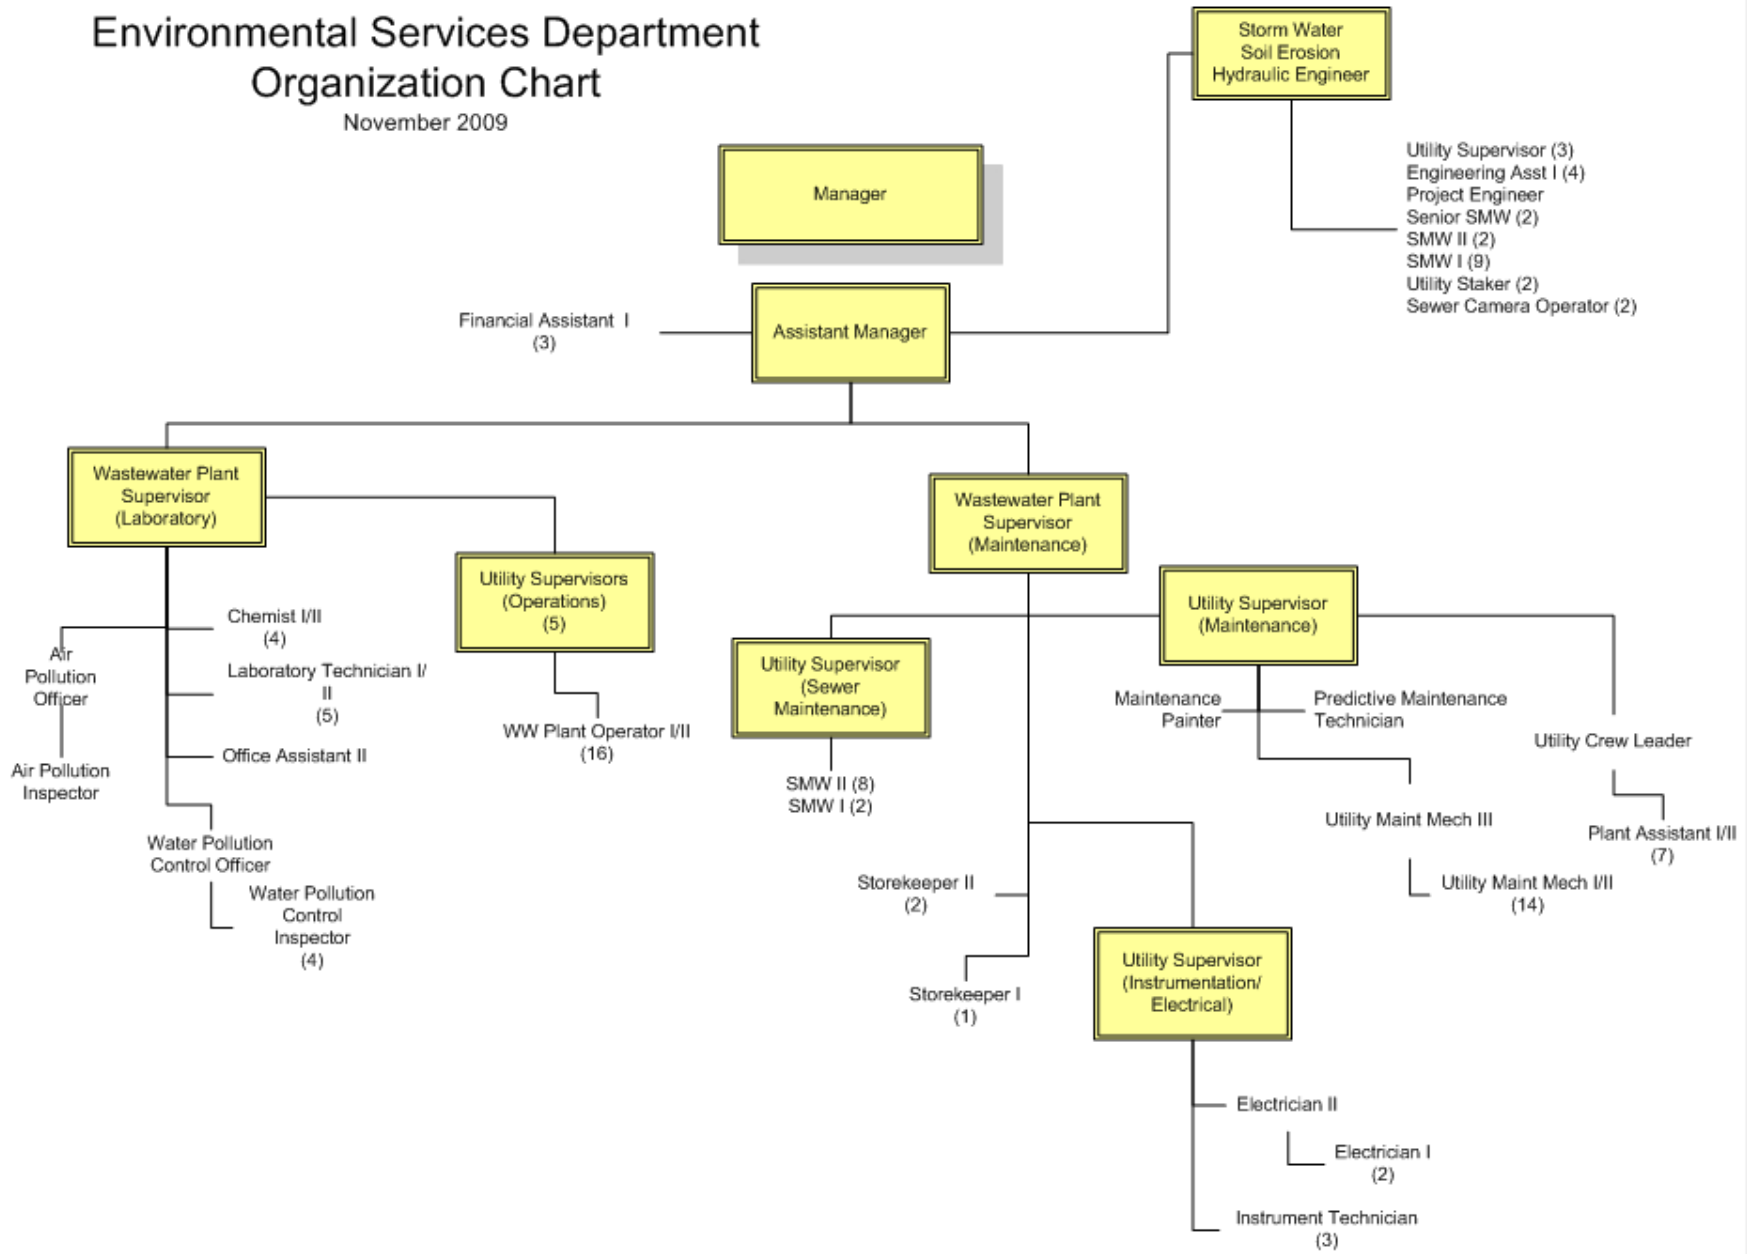 Environmental Services Department
Organization Chart
November 2009
Storm Water
Soil Erosion
Hydraulic Engineer
Utility Supervisor (3)
Engineering Asst I (4)
Project Engineer
Senior SMW (2)
SMW II (2)
SMW I (9)
Utility Staker (2)
Sewer Camera Operator (2)
Manager
Assistant Manager
Financial Assistant I
(3)
Wastewater Plant
Supervisor
(Laboratory)
Utility Supervisors
(Operations)
(5)
WW Plant Operator I/II
(16)
Chemist I/II
(4)
Laboratory Technician I/
II
(5)
Office Assistant II
Air
Pollution
Officer
Air Pollution
Inspector
Water Pollution
Control Officer
Water Pollution
Control
Inspector
(4)
Wastewater Plant
Supervisor
(Maintenance)
Utility Supervisor
(Sewer
Maintenance)
SMW II (8)
SMW I (2)
Utility Supervisor
(Maintenance)
Maintenance
Painter
Predictive Maintenance
Technician
Utility Maint Mech III
Utility Maint Mech I/II
(14)
Utility Crew Leader
Plant Assistant I/II
(7)
Storekeeper II
(2)
Storekeeper I
(1)
Utility Supervisor
(Instrumentation/
Electrical)
Electrician II
Electrician I
(2)
Instrument Technician
(3)